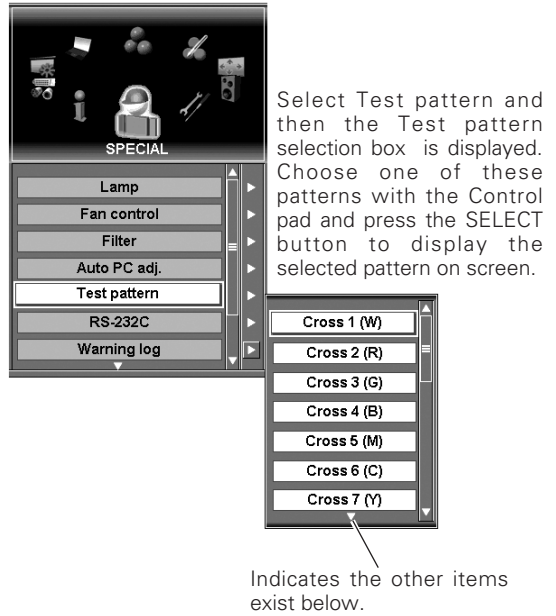 SPECIAL
Lamp
Fan control
Filter
Auto PC adj.
Test pattern
RS-232C
Warning log
Select Test pattern and
then the Test pattern
selection box is displayed.
Choose one of these
patterns with the Control
pad and press the SELECT
button to display the
selected pattern on screen.
Cross 1 (W)
Cross 2 (R)
Cross 3 (G)
Cross 4 (B)
Cross 5 (M)
Cross 6 (C)
Cross 7 (Y)
Indicates the other items
exist below.